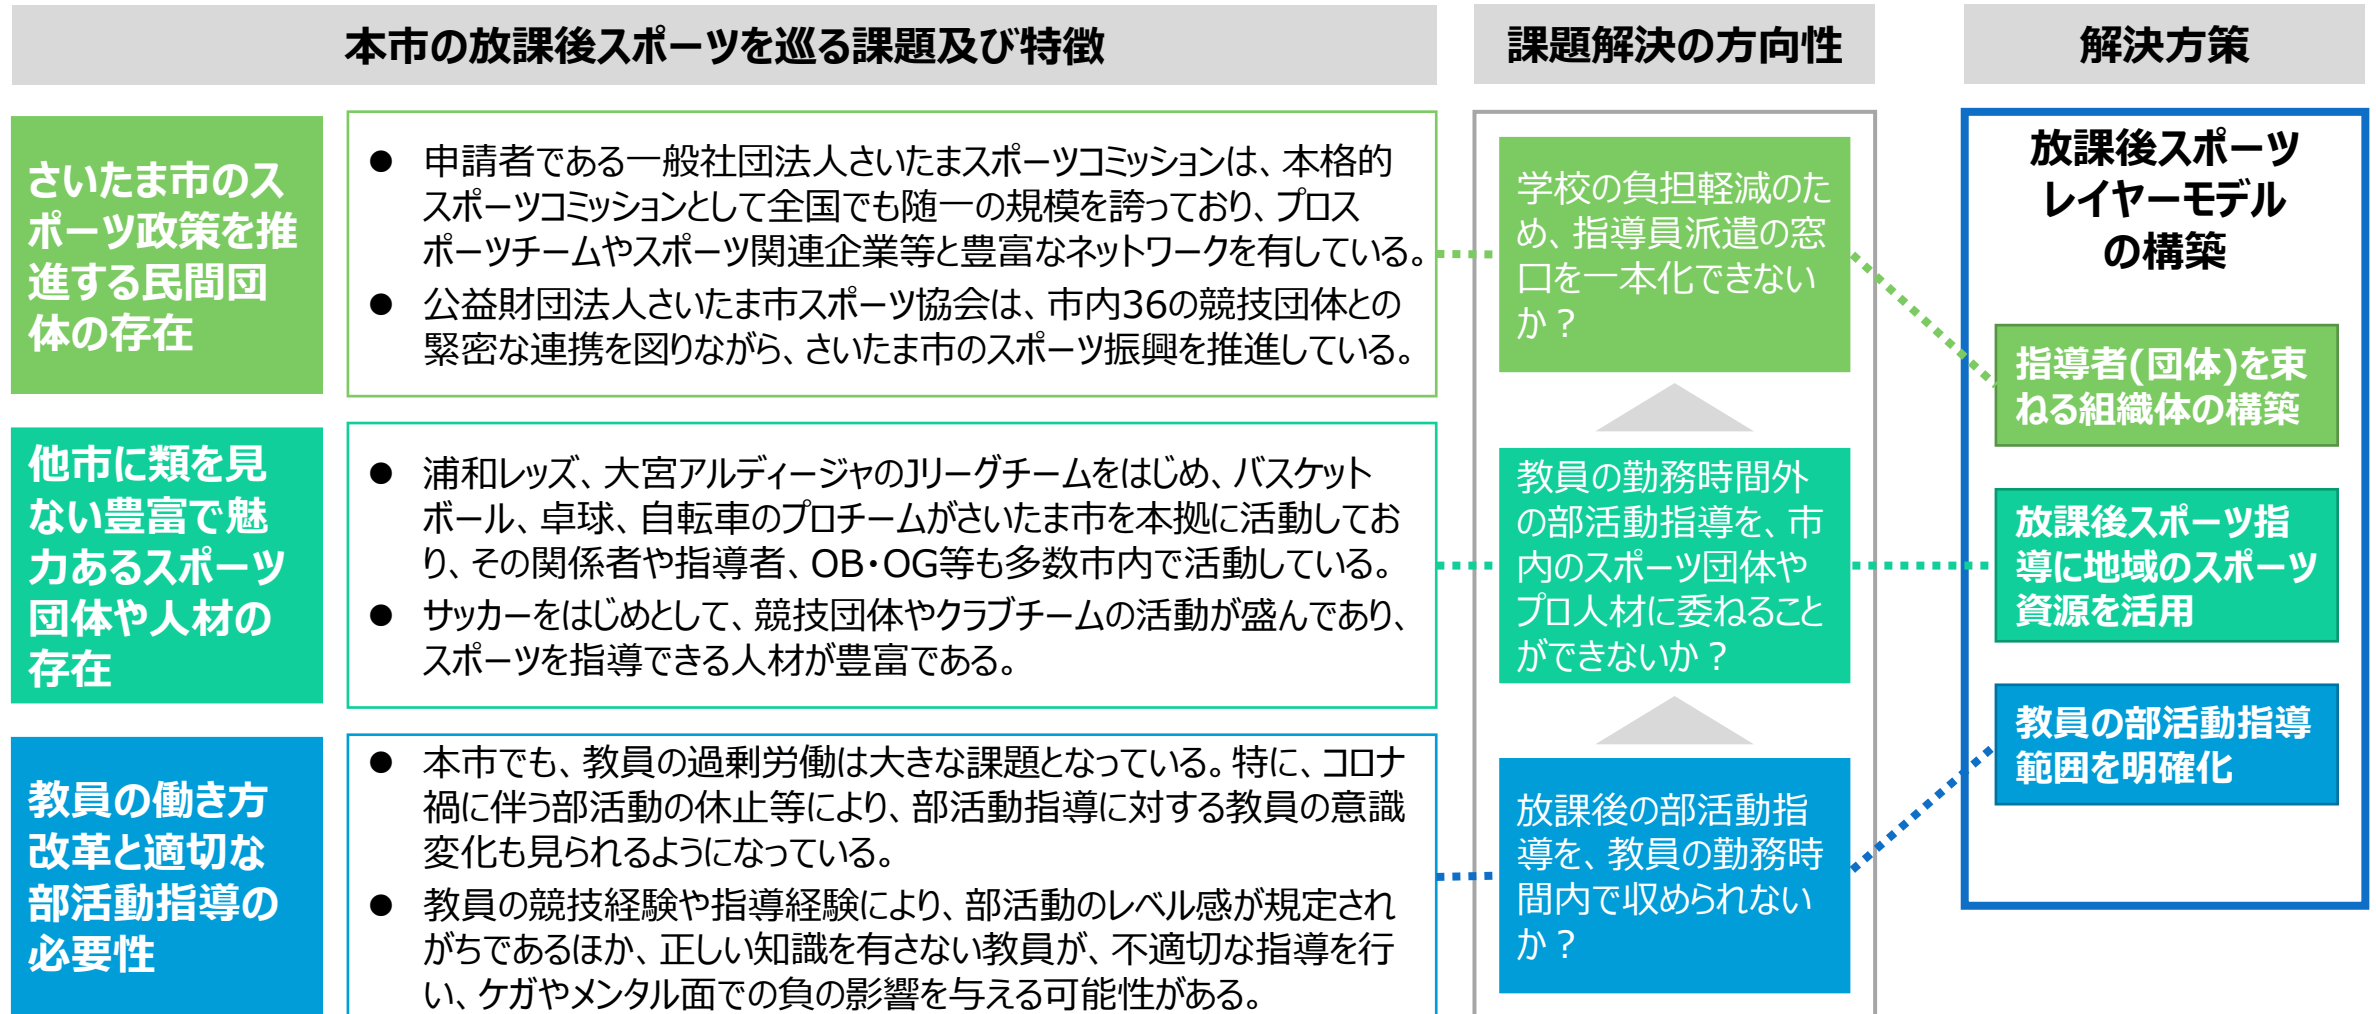 本市の放課後スポーツを巡る課題及び特徴
課題解決の方向性
解決方策
さいたま市のス
ポーツ政策を推
進する民間団
体の存在
● 申請者である一般社団法人さいたまスポーツコミッションは、本格的
スポーツコミッションとして全国でも随一の規模を誇っており、プロス
ポーツチームやスポーツ関連企業等と豊富なネットワークを有している。
● 公益財団法人さいたま市スポーツ協会は、市内36の競技団体との
緊密な連携を図りながら、さいたま市のスポーツ振興を推進している。
学校の負担軽減のた
め、指導員派遣の窓
口を一本化できない
か？
放課後スポーツ
レイヤーモデル
の構築
指導者(団体)を束
ねる組織体の構築
他市に類を見
ない豊富で魅
力あるスポーツ
団体や人材の
存在
● 浦和レッズ、大宮アルディージャのJリーグチームをはじめ、バスケット
ボール、卓球、自転車のプロチームがさいたま市を本拠に活動してお
り、その関係者や指導者、OB・OG等も多数市内で活動している。
● サッカーをはじめとして、競技団体やクラブチームの活動が盛んであり、
スポーツを指導できる人材が豊富である。
教員の勤務時間外
の部活動指導を、市
内のスポーツ団体や
プロ人材に委ねること
ができないか？
放課後スポーツ指
導に地域のスポーツ
資源を活用
教員の働き方
改革と適切な
部活動指導の
必要性
● 本市でも、教員の過剰労働は大きな課題となっている。特に、コロナ
禍に伴う部活動の休止等により、部活動指導に対する教員の意識
変化も見られるようになっている。
● 教員の競技経験や指導経験により、部活動のレベル感が規定され
がちであるほか、正しい知識を有さない教員が、不適切な指導を行
い、ケガやメンタル面での負の影響を与える可能性がある。
放課後の部活動指
導を、教員の勤務時
間内で収められない
か？
教員の部活動指導
範囲を明確化